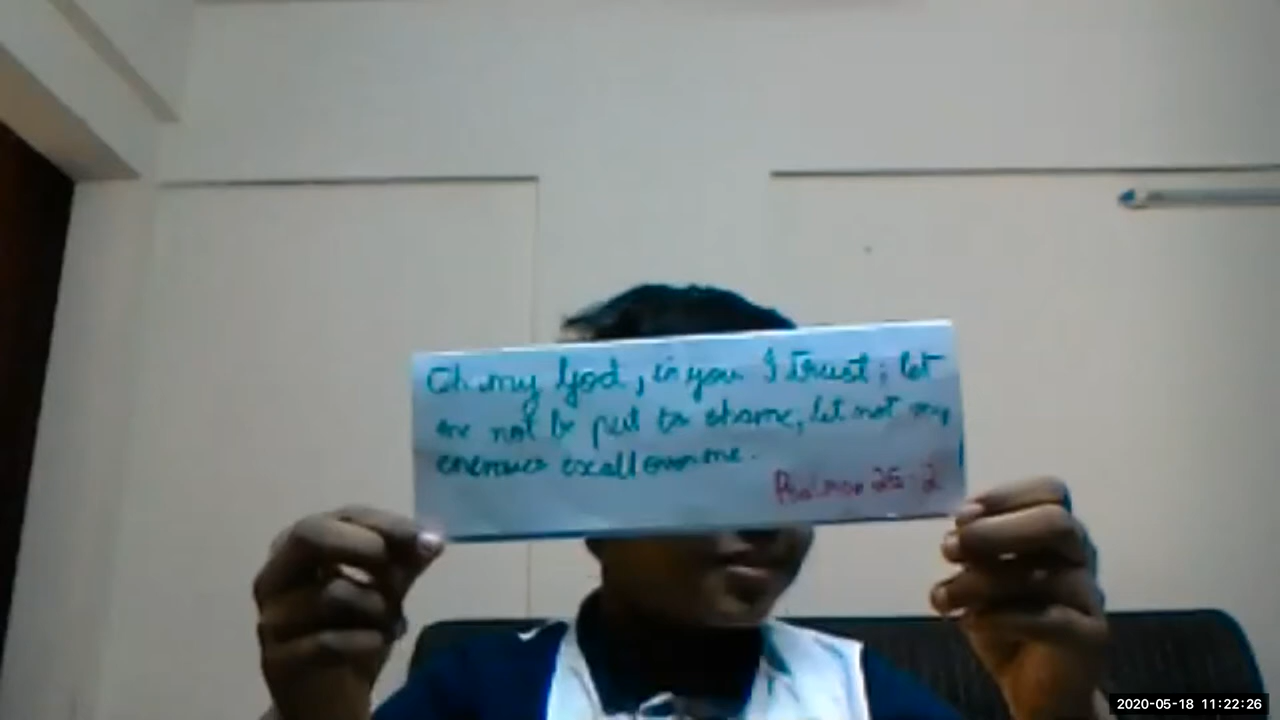 Oh my God, in you I trust; let
me not be put to shame, let not my
enemies exalt over me.
Psalms 25:2
2020-05-18 11:22:26